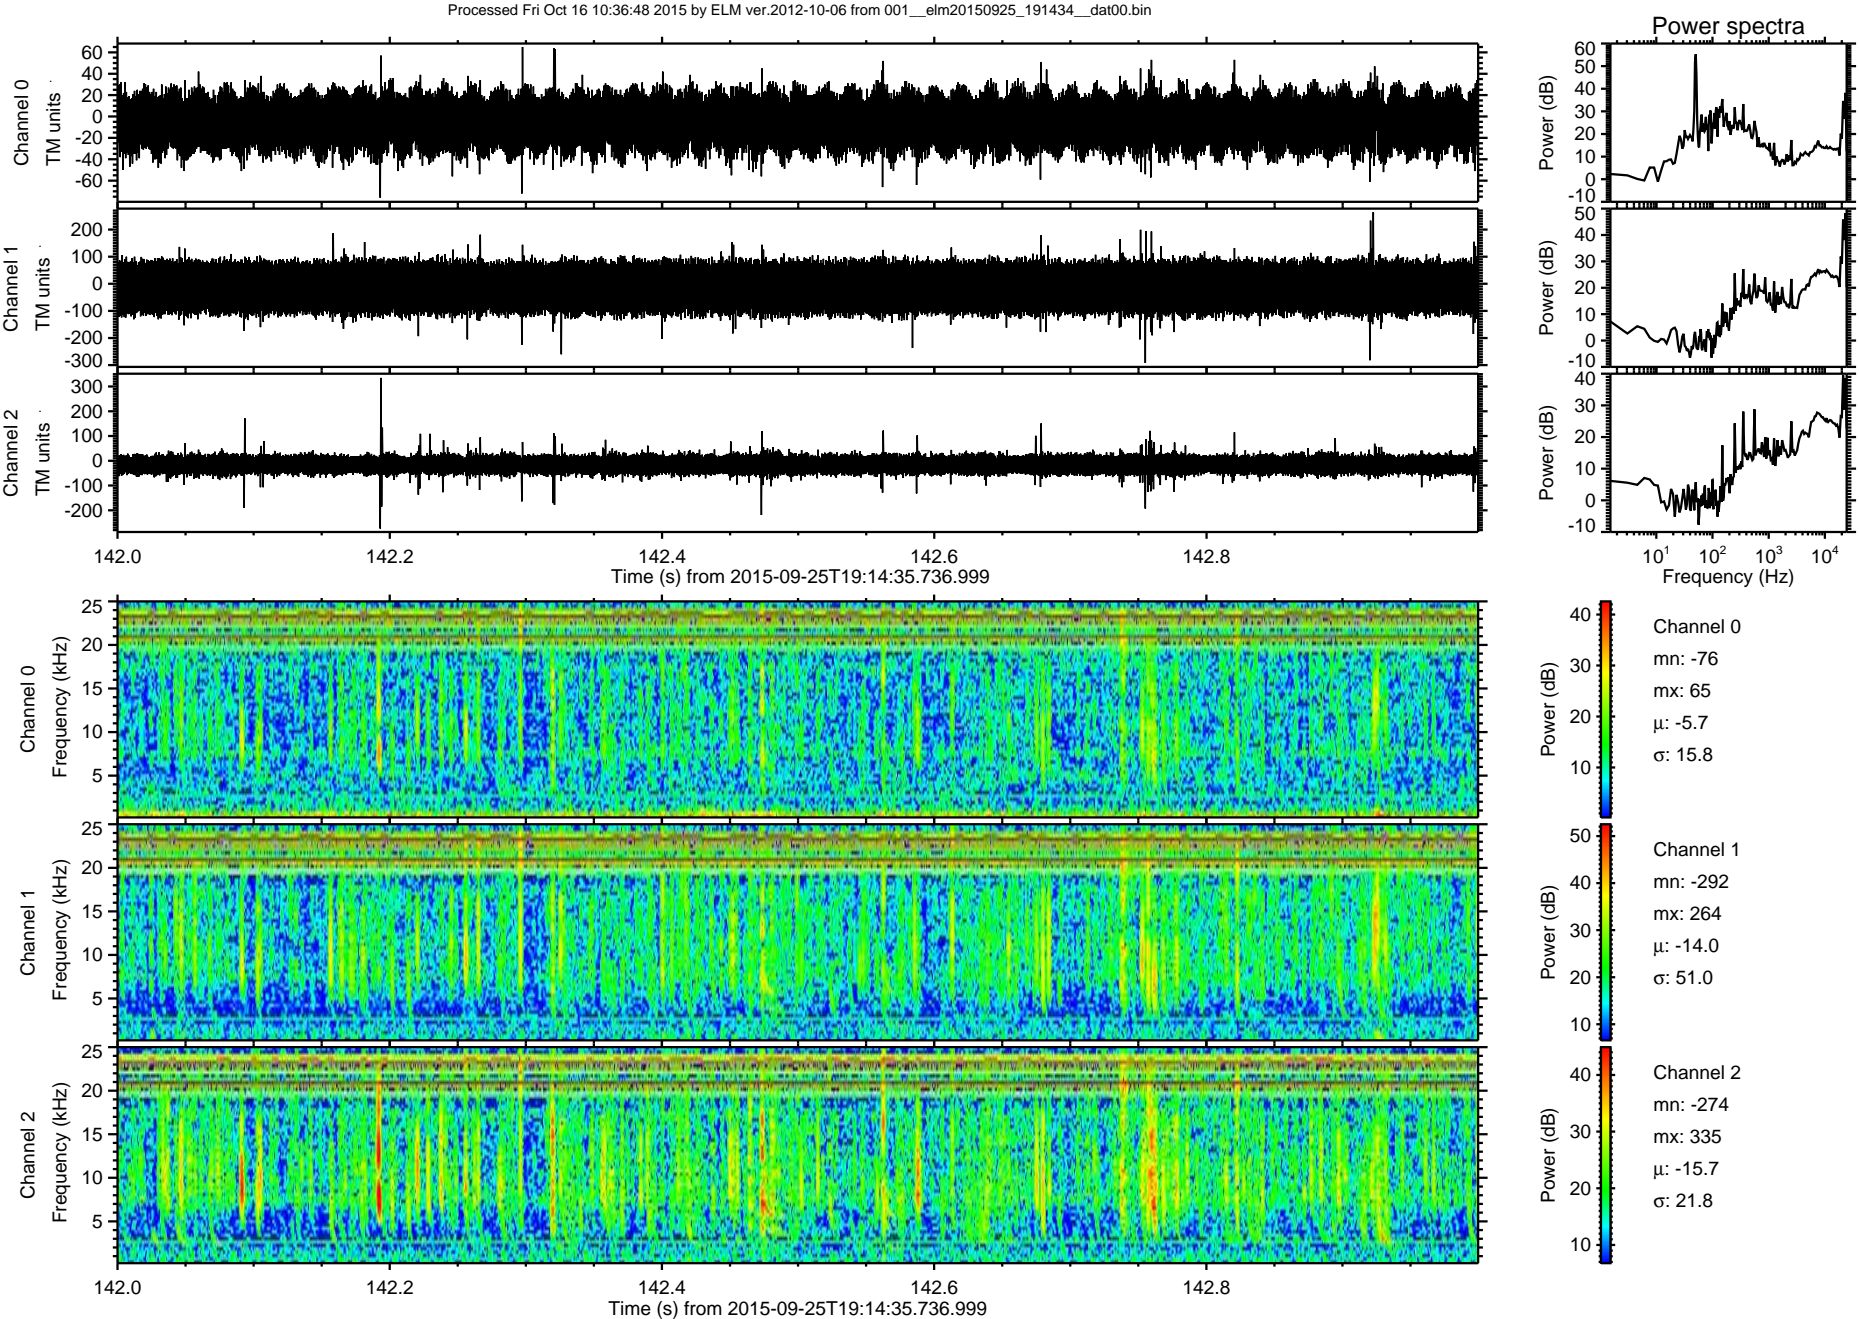 Processed Fri Oct 16 10:36:48 2015 by ELM ver.2012-10-06 from 001__elm20150925_191434__dat00.bin
Power spectra
Channel 0
TM units
60
40
20
0
-20
-40
-60
Power (dB)
60
50
40
30
20
10
0
-10
Channel 1
TM units
200
100
0
-100
-200
-300
Power (dB)
50
40
30
20
10
0
-10
Channel 2
TM units
300
200
100
0
-100
-200
Power (dB)
40
30
20
10
0
-10
142.0 142.2 142.4 142.6 142.8
Time (s) from 2015-09-25T19:14:35.736.999
10¹ 10² 10³ 10⁴
Frequency (Hz)
Channel 0
Frequency (kHz)
25
20
15
10
5
Power (dB)
40
30
20
10
Channel 0
mn: -76
mx: 65
µ: -5.7
σ: 15.8
Channel 1
Frequency (kHz)
25
20
15
10
5
Power (dB)
50
40
30
20
10
Channel 1
mn: -292
mx: 264
µ: -14.0
σ: 51.0
Channel 2
Frequency (kHz)
25
20
15
10
5
Power (dB)
40
30
20
10
Channel 2
mn: -274
mx: 335
µ: -15.7
σ: 21.8
142.0 142.2 142.4 142.6 142.8
Time (s) from 2015-09-25T19:14:35.736.999